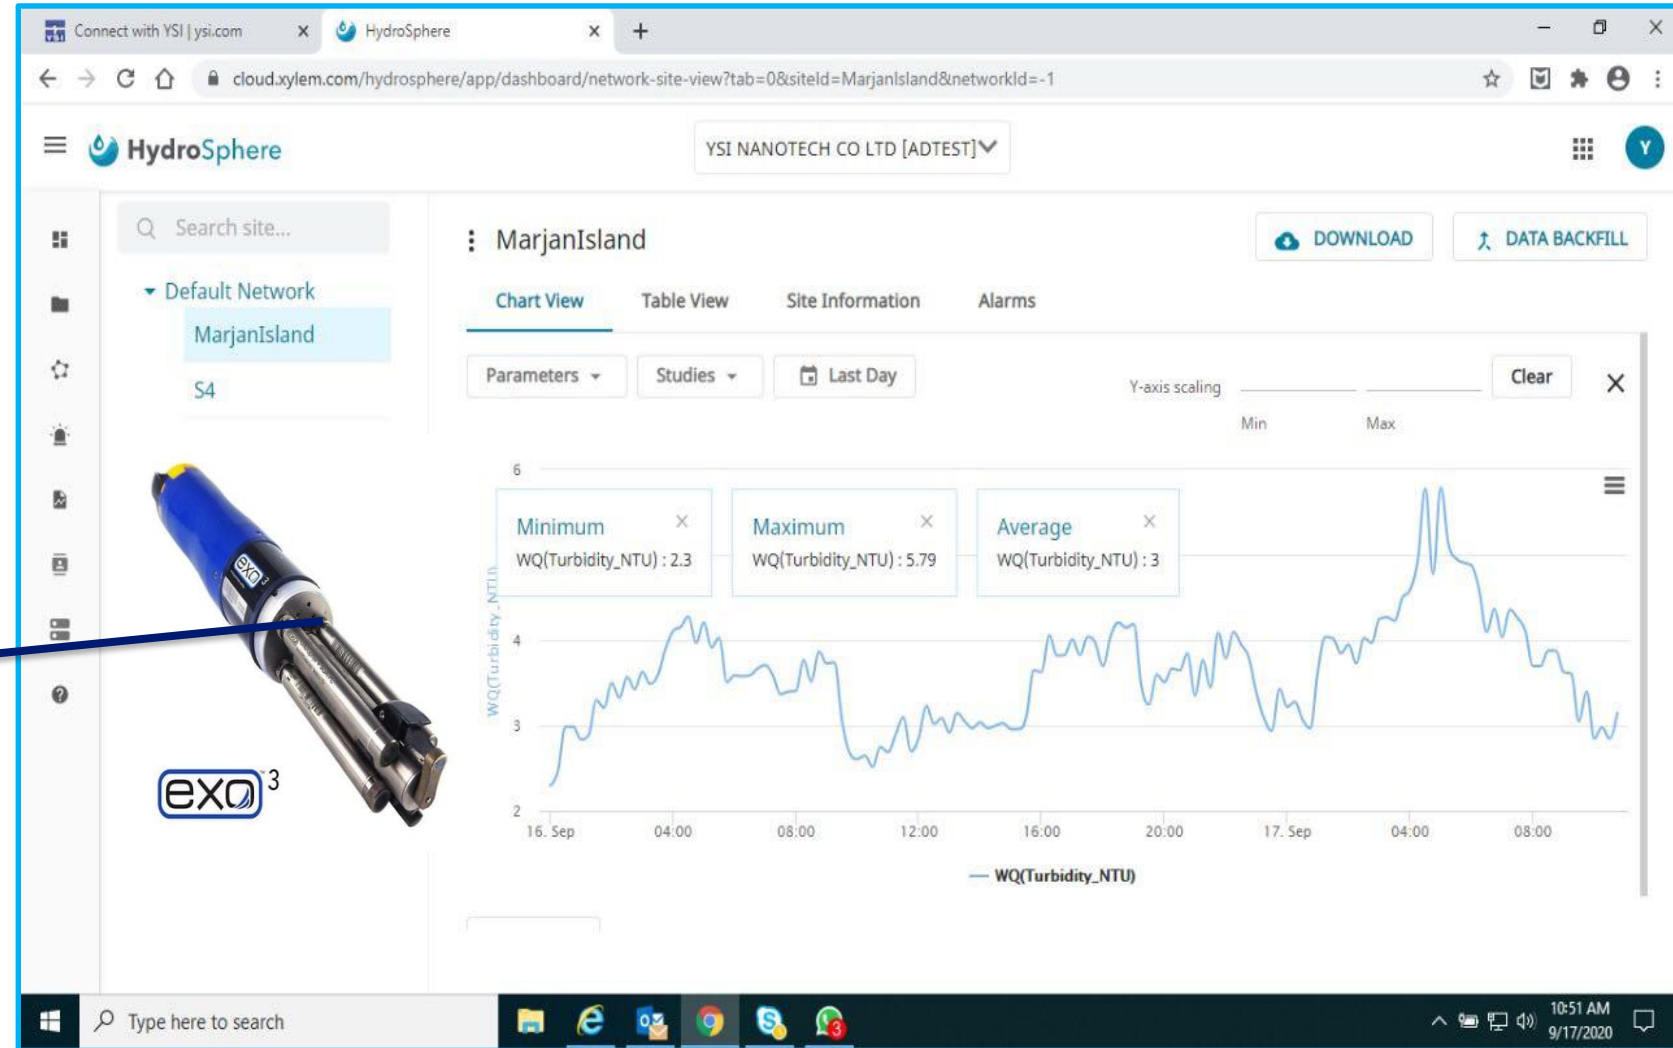 Connect with YSI | ysi.com
HydroSphere
cloud.xylem.com/hydrosphere/app/dashboard/network-site-view?tab=0&siteId=MarjanIsland&networkId=-1
HydroSphere
YSI NANOTECH CO LTD [ADTEST]
Y
Search site...
MarjanIsland
DOWNLOAD
DATA BACKFILL
Default Network
MarjanIsland
S4
Chart View Table View Site Information Alarms
Parameters Studies Last Day
Y-axis scaling
Min Max
Clear
6
Minimum
WQ(Turbidity_NTU) : 2.3
Maximum
WQ(Turbidity_NTU) : 5.79
Average
WQ(Turbidity_NTU) : 3
WQ(Turbidity_NTU)
4
3
2
16. Sep 04:00 08:00 12:00 16:00 20:00 17. Sep 04:00 08:00
WQ(Turbidity_NTU)
exo 3
exo™ 3
Type here to search
3
10:51 AM
9/17/2020